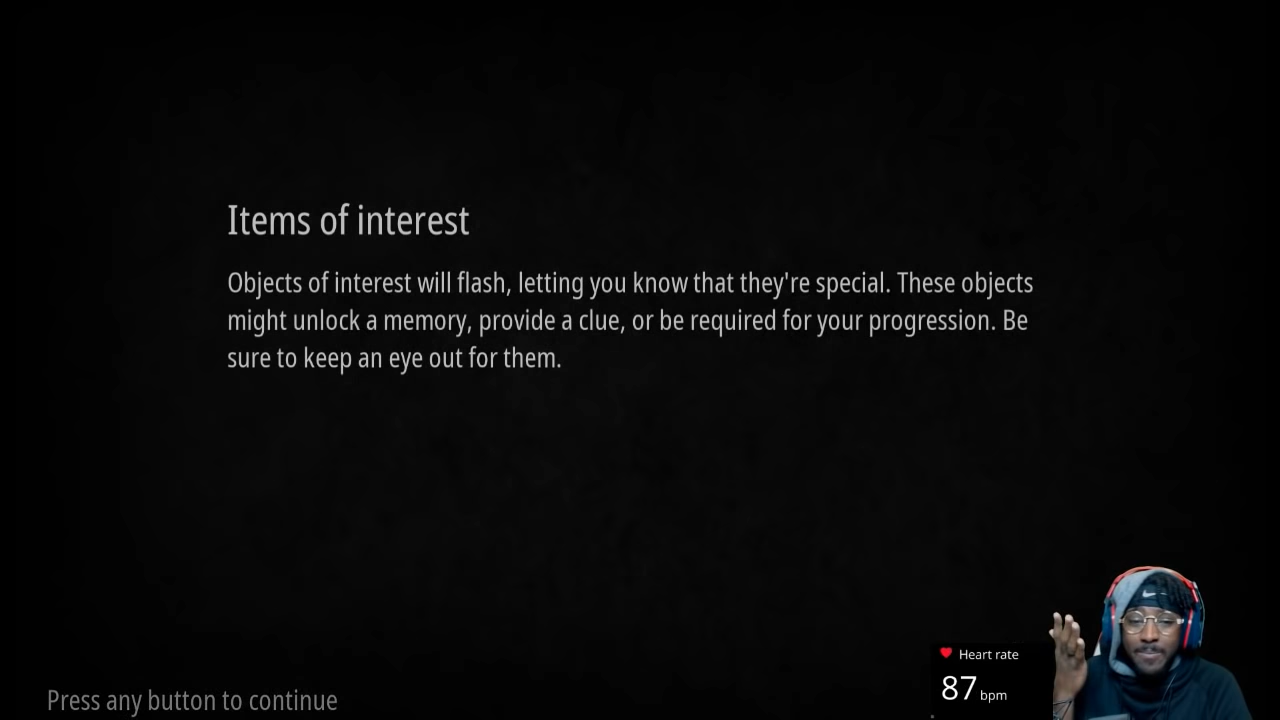 Items of interest
Objects of interest will flash, letting you know that they're special. These objects
might unlock a memory, provide a clue, or be required for your progression. Be
sure to keep an eye out for them.
Heart rate
87 bpm
Press any button to continue